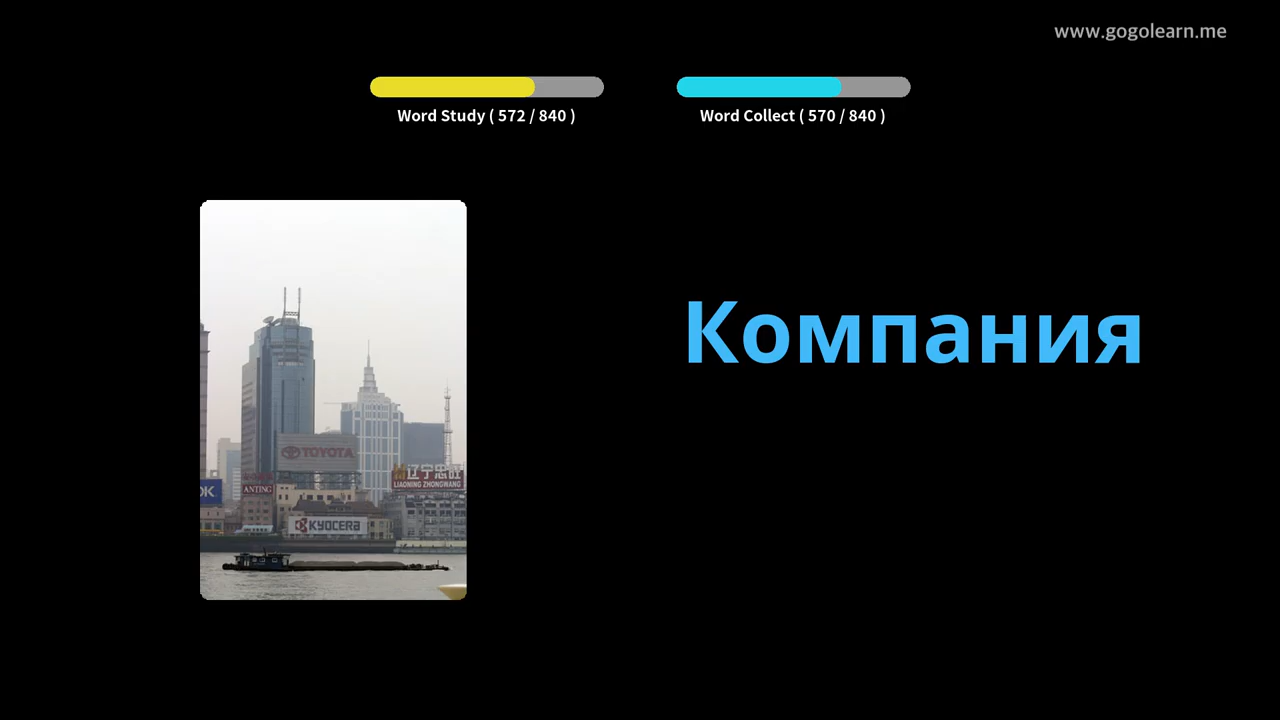 www.gogolearn.me
Word Study ( 572 / 840 )
Word Collect ( 570 / 840 )
Компания
TOYOTA
辽宁忠旺
LIAONING ZHONGWANG
ANTING
OK
KYOCERA